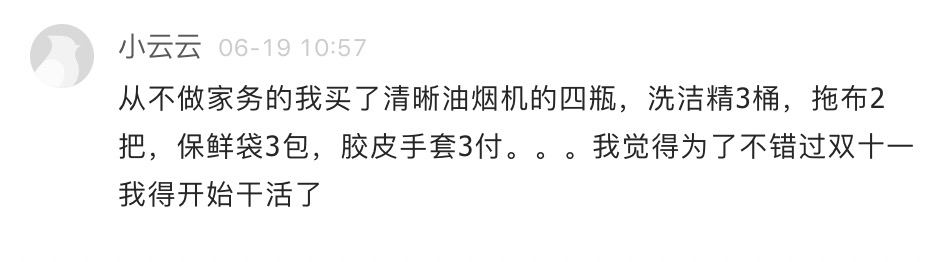 小云云 06-19 10:57
从不做家务的我买了清晰油烟机的四瓶，洗洁精3桶，拖布2
把，保鲜袋3包，胶皮手套3付。。。我觉得为了不错过双十一
我得开始干活了